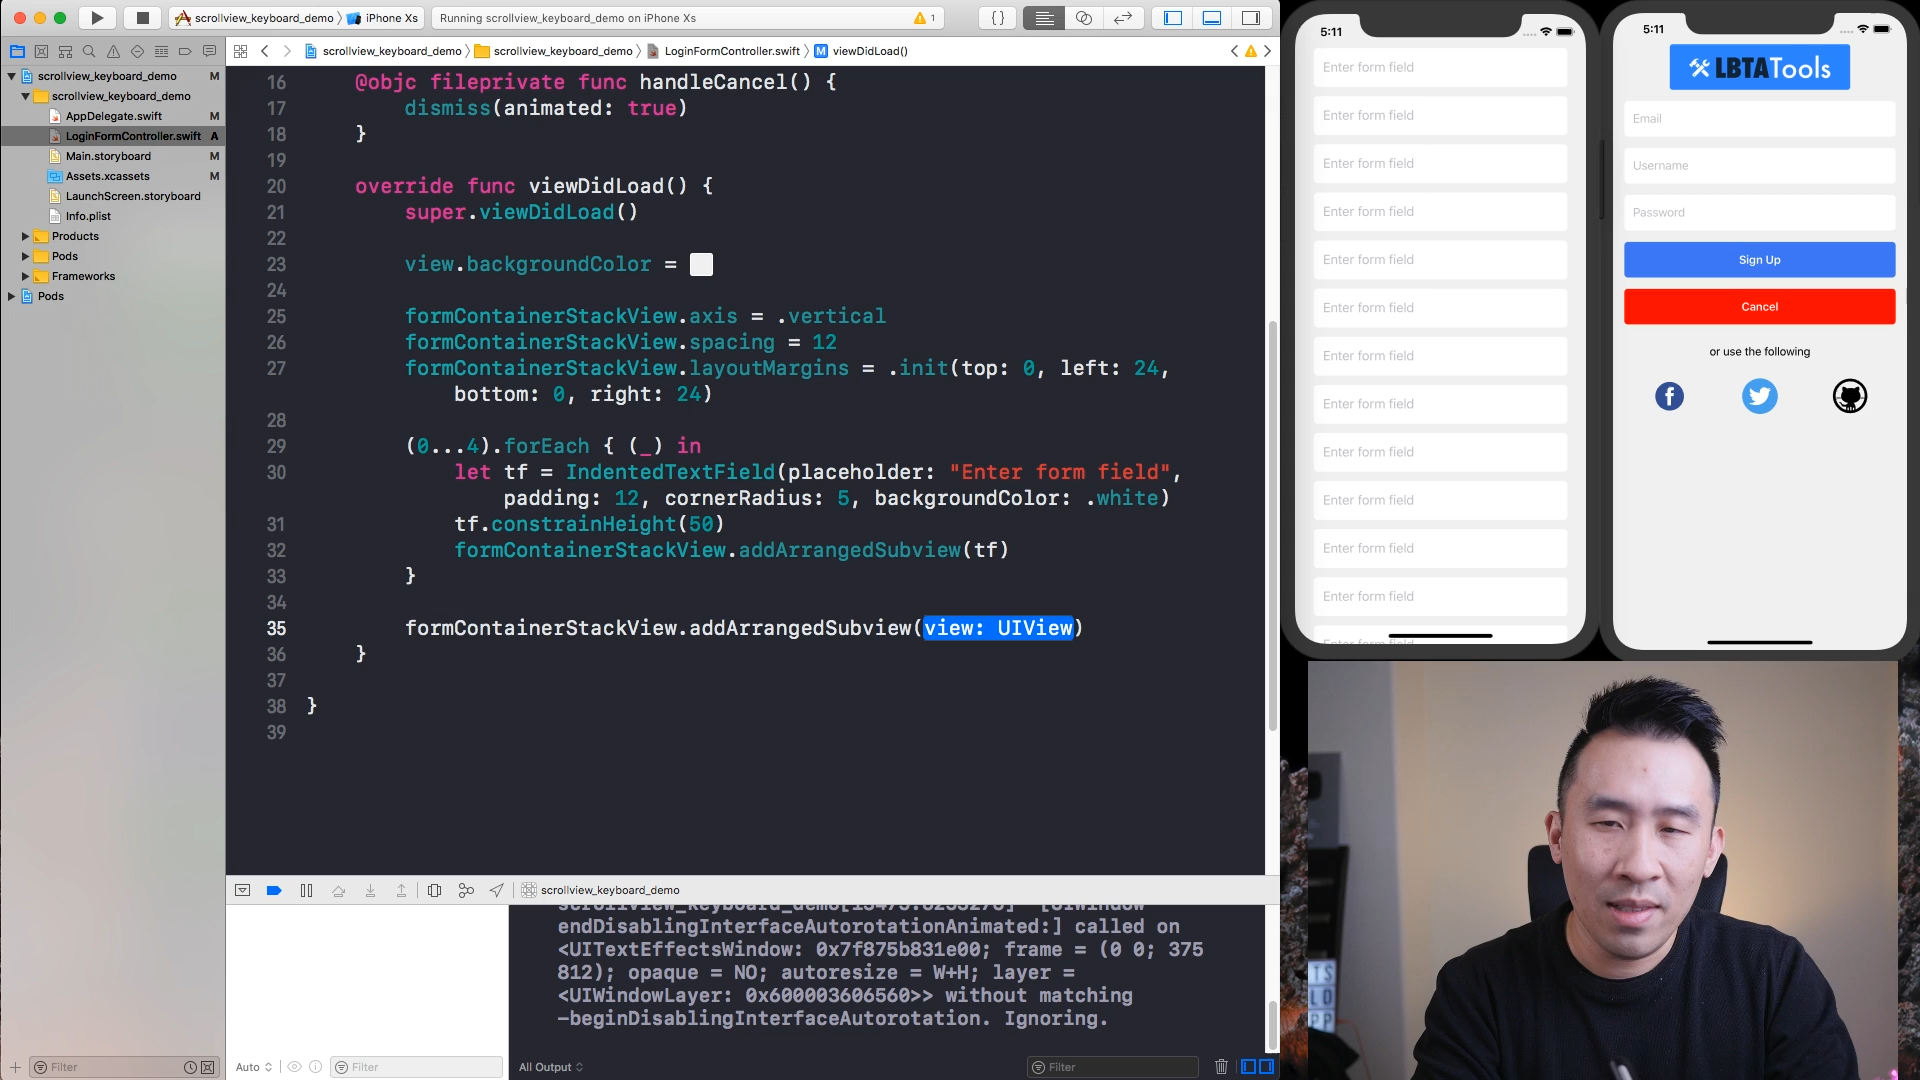 scrollview_keyboard_demo
iPhone Xs
Running scrollview_keyboard_demo on iPhone Xs
1
scrollview_keyboard_demo
scrollview_keyboard_demo
LoginFormController.swift
M
viewDidLoad()
scrollview_keyboard_demo M
scrollview_keyboard_demo
AppDelegate.swift M
LoginFormController.swift A
Main.storyboard M
Assets.xcassets M
LaunchScreen.storyboard
Info.plist
Products
Pods
Frameworks
Pods
Filter
16 @objc fileprivate func handleCancel() {
17 dismiss(animated: true)
18 }
19
20 override func viewDidLoad() {
21 super.viewDidLoad()
22
23 view.backgroundColor =
24
25 formContainerStackView.axis = .vertical
26 formContainerStackView.spacing = 12
27 formContainerStackView.layoutMargins = .init(top: 0, left: 24,
bottom: 0, right: 24)
28
29 (0...4).forEach { (_) in
30 let tf = IndentedTextField(placeholder: "Enter form field",
padding: 12, cornerRadius: 5, backgroundColor: .white)
31 tf.constrainHeight(50)
32 formContainerStackView.addArrangedSubview(tf)
33 }
34
35 formContainerStackView.addArrangedSubview(view: UIView)
36 }
37
38 }
39
scrollview_keyboard_demo
endDisablingInterfaceAutorotationAnimated:] called on
<UITextEffectsWindow: 0x7f875b831e00; frame = (0 0; 375
812); opaque = NO; autoresize = W+H; layer =
<UIWindowLayer: 0x600003606560>> without matching
-beginDisablingInterfaceAutorotation. Ignoring.
Auto
Filter
All Output
Filter
5:11
Enter form field
Enter form field
Enter form field
Enter form field
Enter form field
Enter form field
Enter form field
Enter form field
Enter form field
Enter form field
Enter form field
Enter form field
5:11
LBTATools
Email
Username
Password
Sign Up
Cancel
or use the following